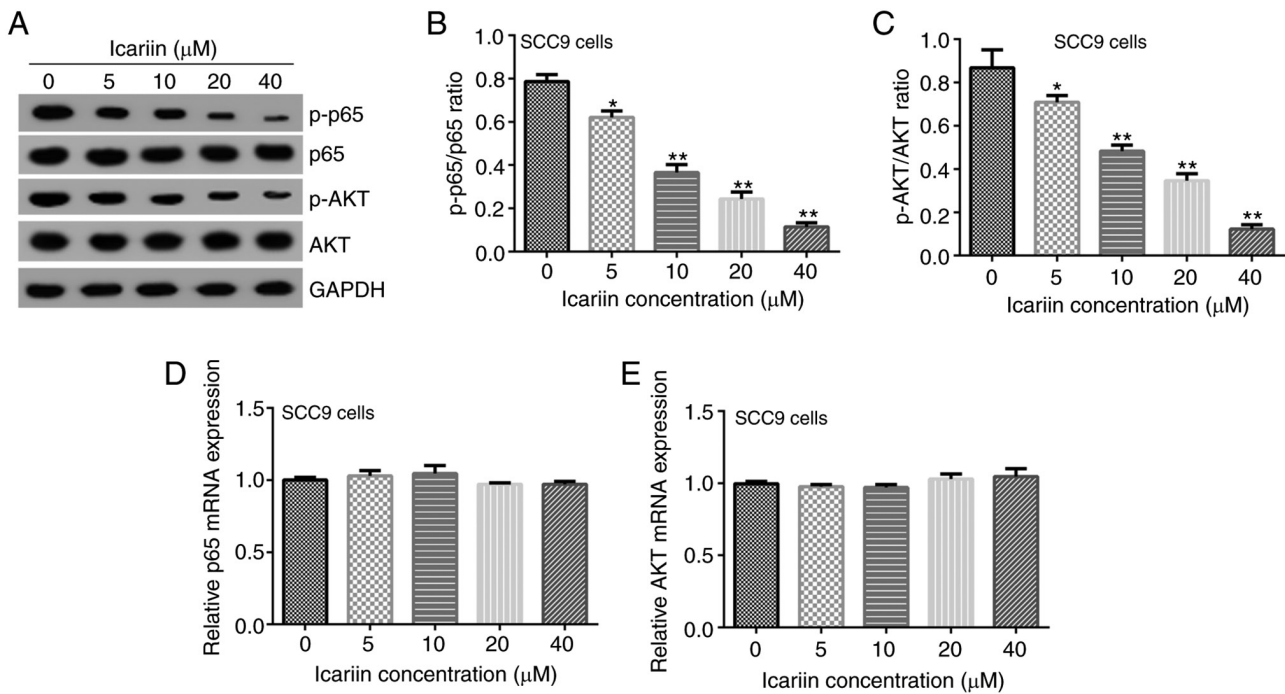 A
Icariin (μM)
0 5 10 20 40
p-p65
p65
p-AKT
AKT
GAPDH
B
SCC9 cells
p-p65/p65 ratio
1.0
0.8
0.6
0.4
0.2
0.0
*
**
**
**
0 5 10 20 40
Icariin concentration (μM)
C
SCC9 cells
p-AKT/AKT ratio
1.0
0.8
0.6
0.4
0.2
0.0
*
**
**
**
0 5 10 20 40
Icariin concentration (μM)
D
SCC9 cells
Relative p65 mRNA expression
1.5
1.0
0.5
0.0
0 5 10 20 40
Icariin concentration (μM)
E
SCC9 cells
Relative AKT mRNA expression
1.5
1.0
0.5
0.0
0 5 10 20 40
Icariin concentration (μM)